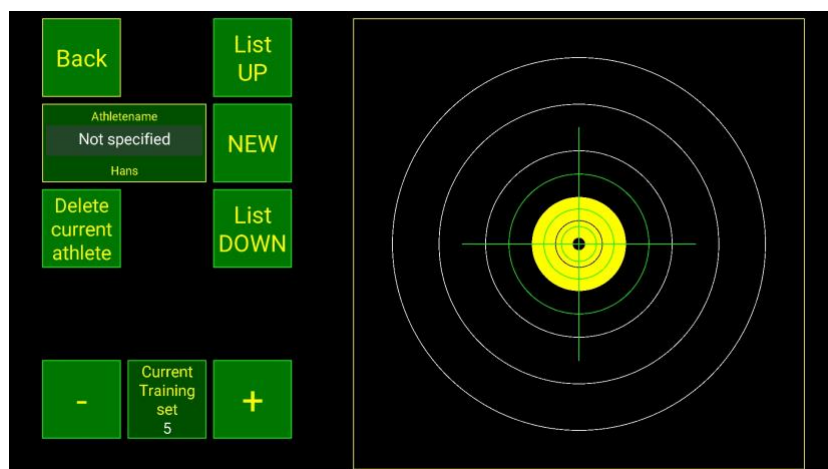 Back
List
UP
Athletename
Not specified
Hans
NEW
Delete
current
athlete
List
DOWN
-
Current
Training
set
5
+